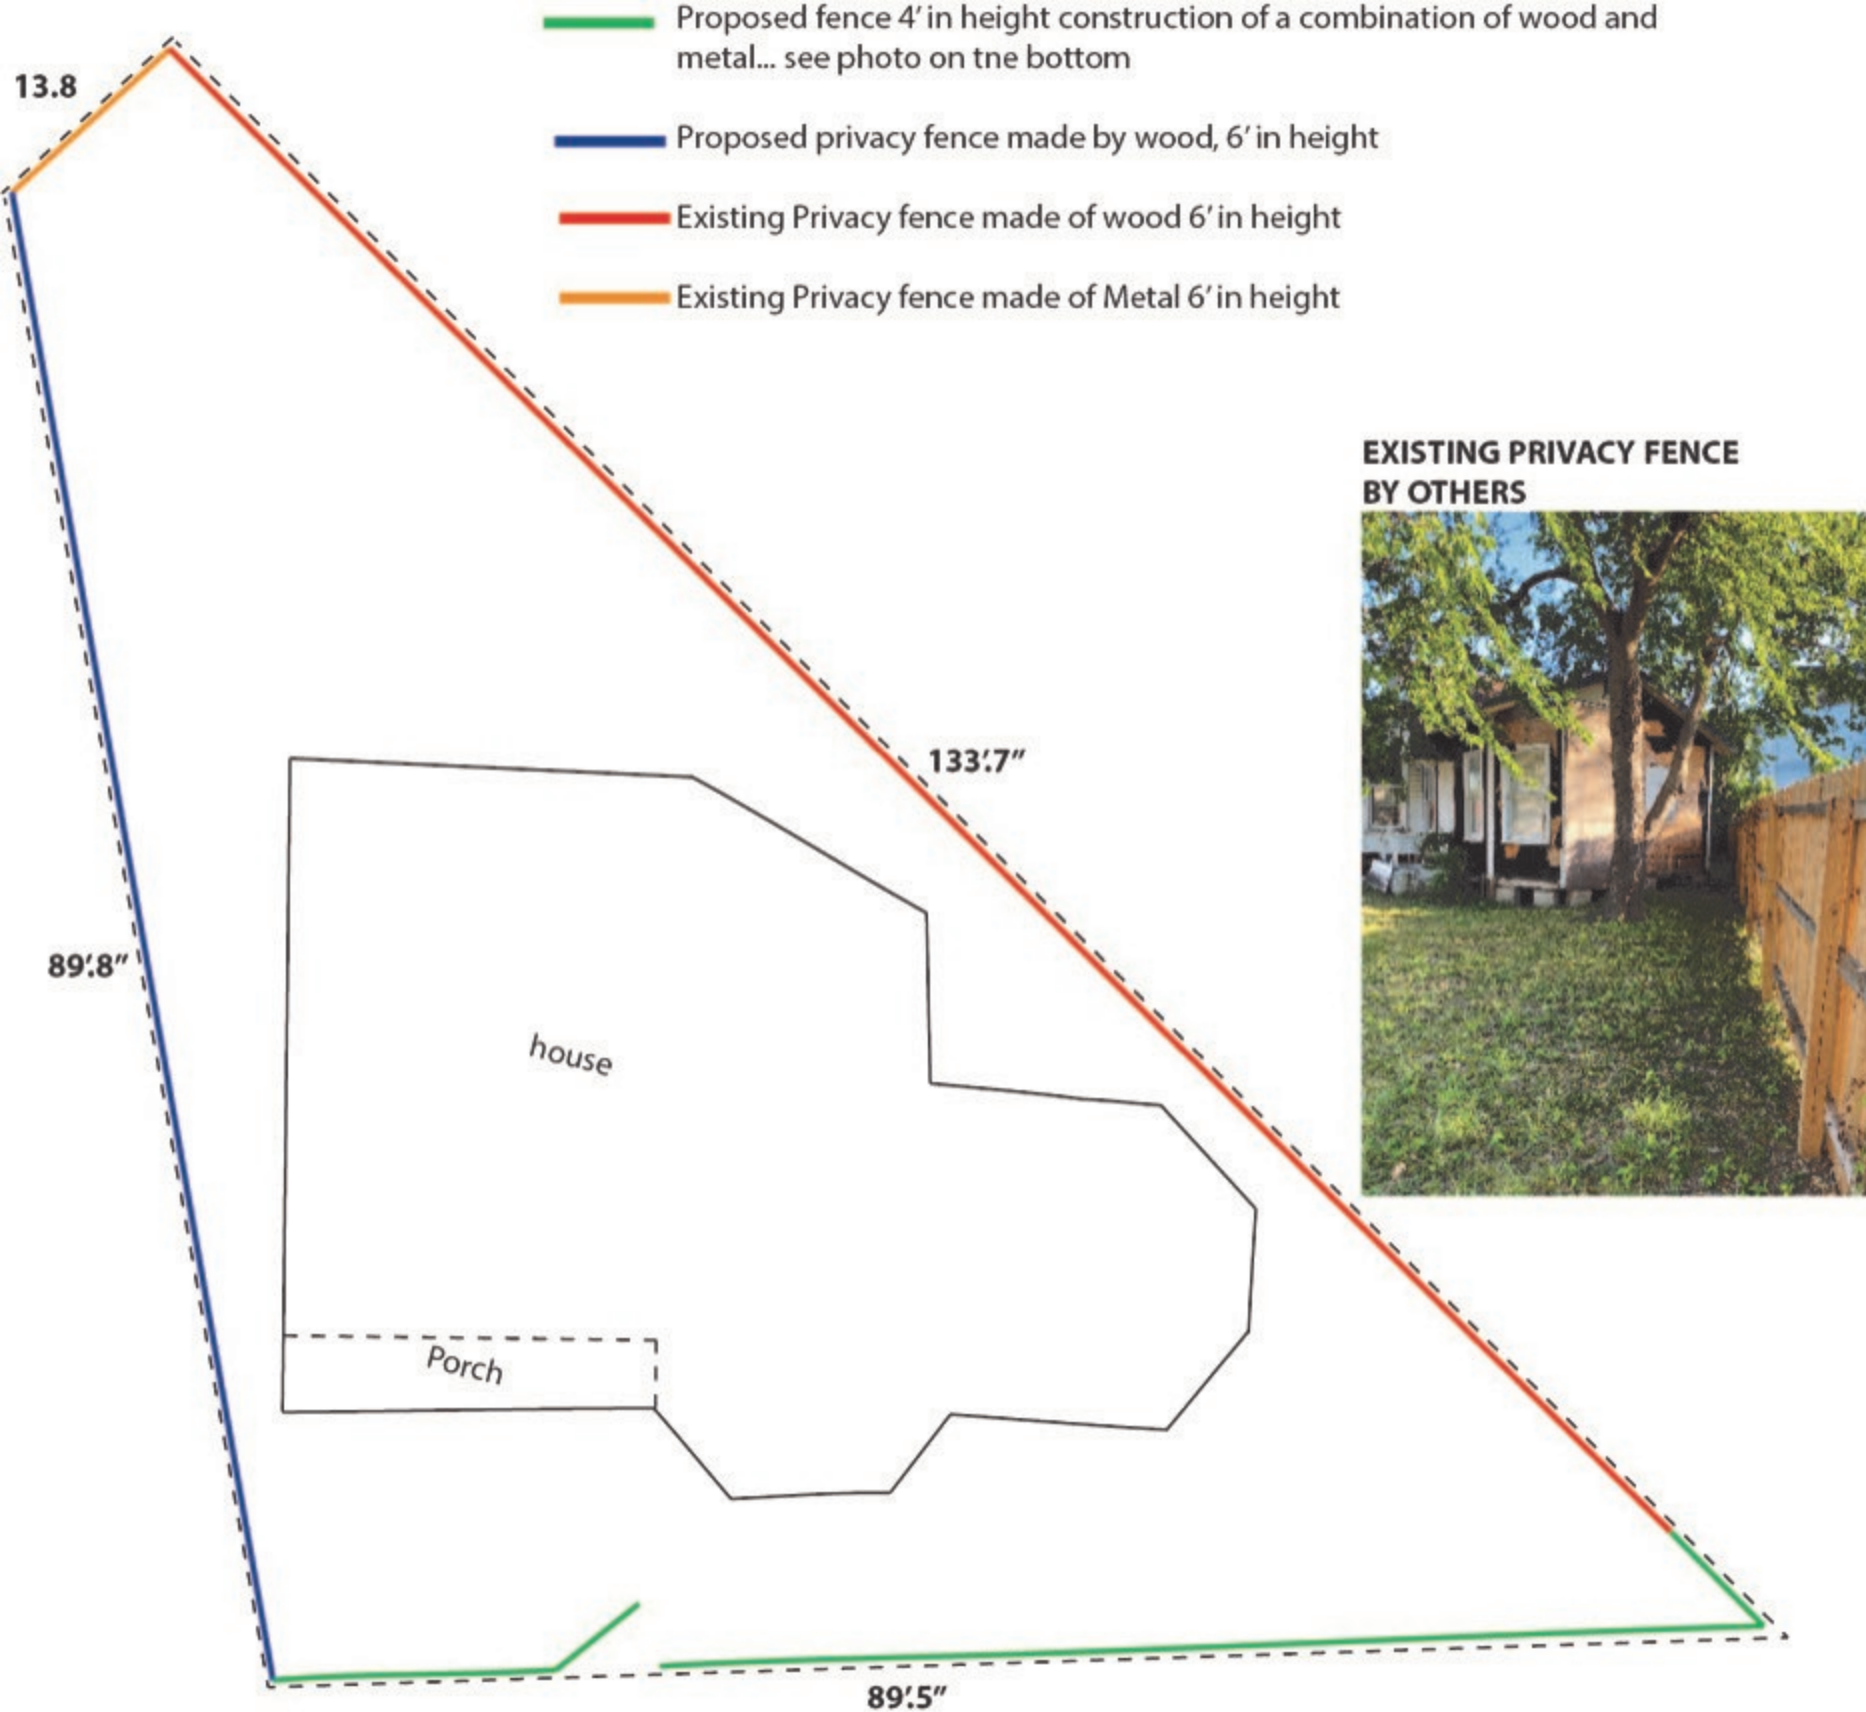 Proposed fence 4' in height construction of a combination of wood and
metal... see photo on tne bottom
13.8
Proposed privacy fence made by wood, 6' in height
Existing Privacy fence made of wood 6' in height
Existing Privacy fence made of Metal 6' in height
EXISTING PRIVACY FENCE
BY OTHERS
133'.7"
89'.8"
house
Porch
89'.5"